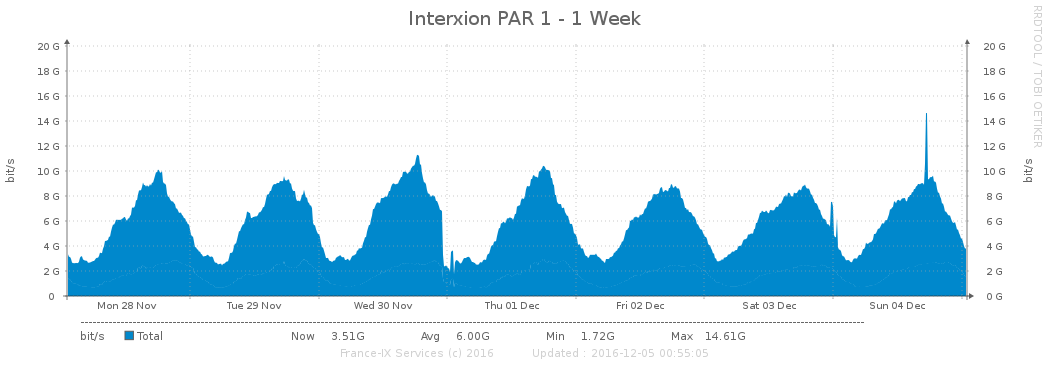 Interxion PAR 1 - 1 Week
RRDTOOL / TOBI OETIKER
bit/s
20 G 20 G
18 G 18 G
16 G 16 G
14 G 14 G
12 G 12 G
10 G 10 G
8 G 8 G
6 G 6 G
4 G 4 G
2 G 2 G
0 0 G
bit/s
Mon 28 Nov Tue 29 Nov Wed 30 Nov Thu 01 Dec Fri 02 Dec Sat 03 Dec Sun 04 Dec
bit/s Total Now 3.51G Avg 6.00G Min 1.72G Max 14.61G
France-IX Services (c) 2016 Updated : 2016-12-05 00:55:05